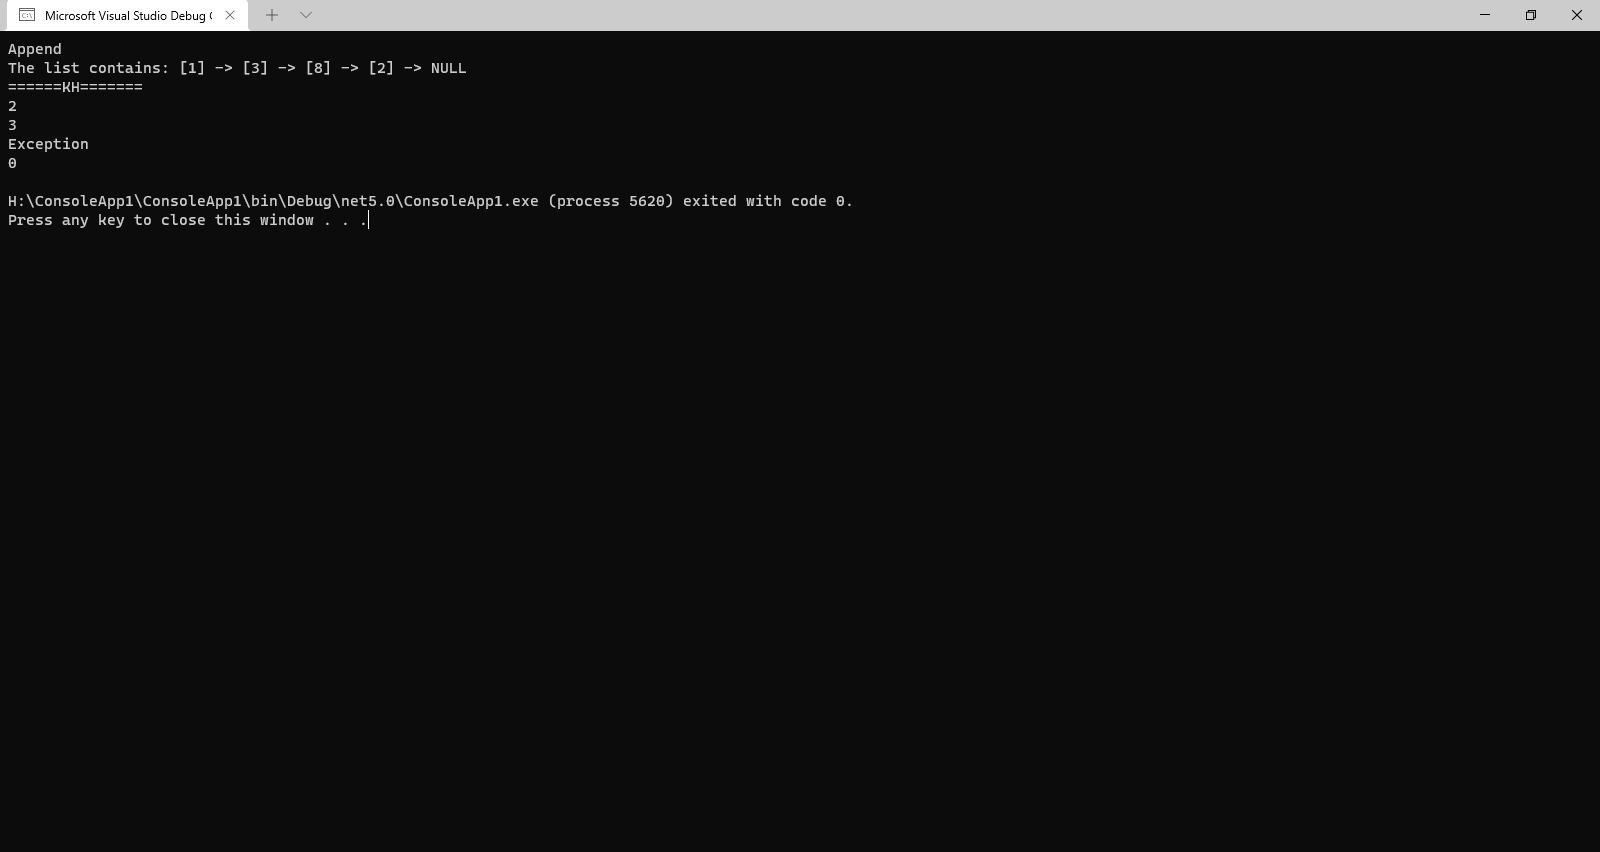 Microsoft Visual Studio Debug
Append
The list contains: [1] -> [3] -> [8] -> [2] -> NULL
======KH=======
2
3
Exception
0
H:\ConsoleApp1\ConsoleApp1\bin\Debug\net5.0\ConsoleApp1.exe (process 5620) exited with code 0.
Press any key to close this window . . .